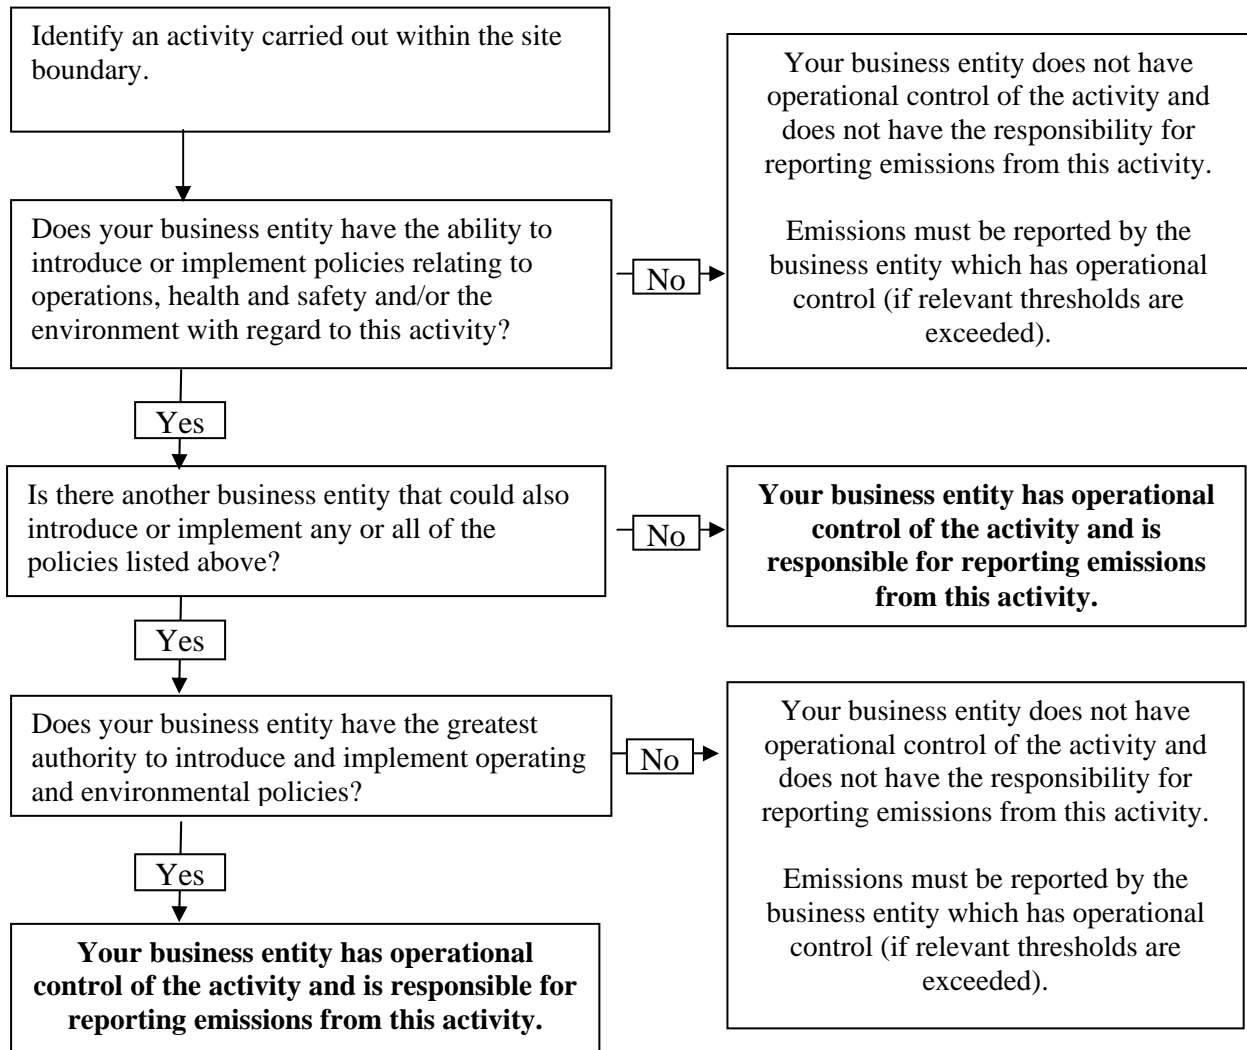 Identify an activity carried out within the site
boundary.
Your business entity does not have
operational control of the activity and
does not have the responsibility for
reporting emissions from this activity.
Emissions must be reported by the
business entity which has operational
control (if relevant thresholds are
exceeded).
Does your business entity have the ability to
introduce or implement policies relating to
operations, health and safety and/or the
environment with regard to this activity?
No
Yes
Is there another business entity that could also
introduce or implement any or all of the
policies listed above?
No
Your business entity has operational
control of the activity and is
responsible for reporting emissions
from this activity.
Yes
Does your business entity have the greatest
authority to introduce and implement operating
and environmental policies?
No
Your business entity does not have
operational control of the activity and
does not have the responsibility for
reporting emissions from this activity.
Emissions must be reported by the
business entity which has operational
control (if relevant thresholds are
exceeded).
Yes
Your business entity has operational
control of the activity and is responsible for
reporting emissions from this activity.